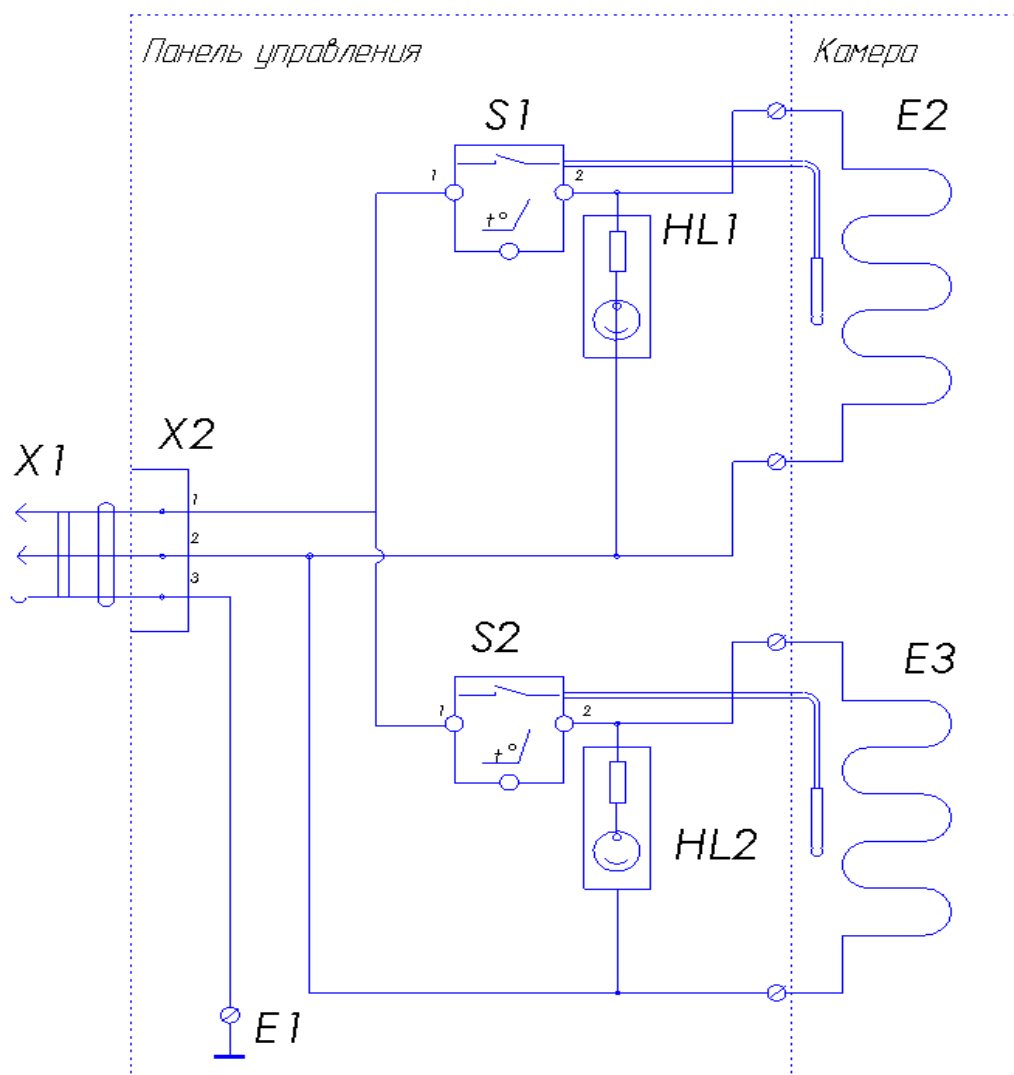 Панель управления
Камера
S1
E2
1
2
t°
HL1
X2
X1
1
2
3
S2
E3
1
2
t°
HL2
E1